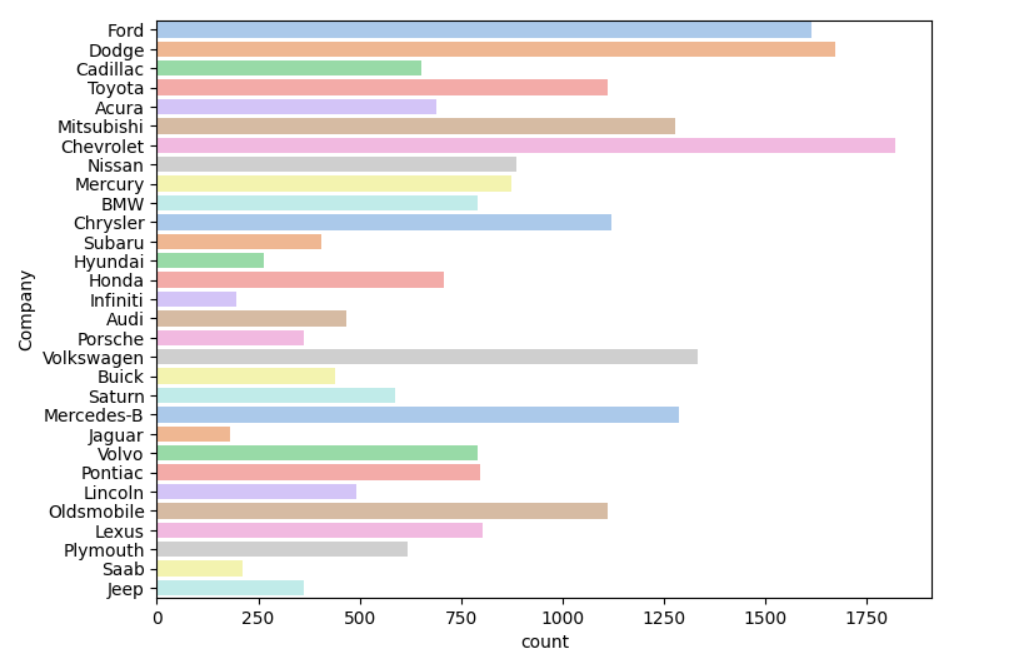 Ford
Dodge
Cadillac
Toyota
Acura
Mitsubishi
Chevrolet
Nissan
Mercury
BMW
Chrysler
Subaru
Hyundai
Honda
Infiniti
Audi
Porsche
Volkswagen
Buick
Saturn
Mercedes-B
Jaguar
Volvo
Pontiac
Lincoln
Oldsmobile
Lexus
Plymouth
Saab
Jeep
Company
0 250 500 750 1000 1250 1500 1750
count